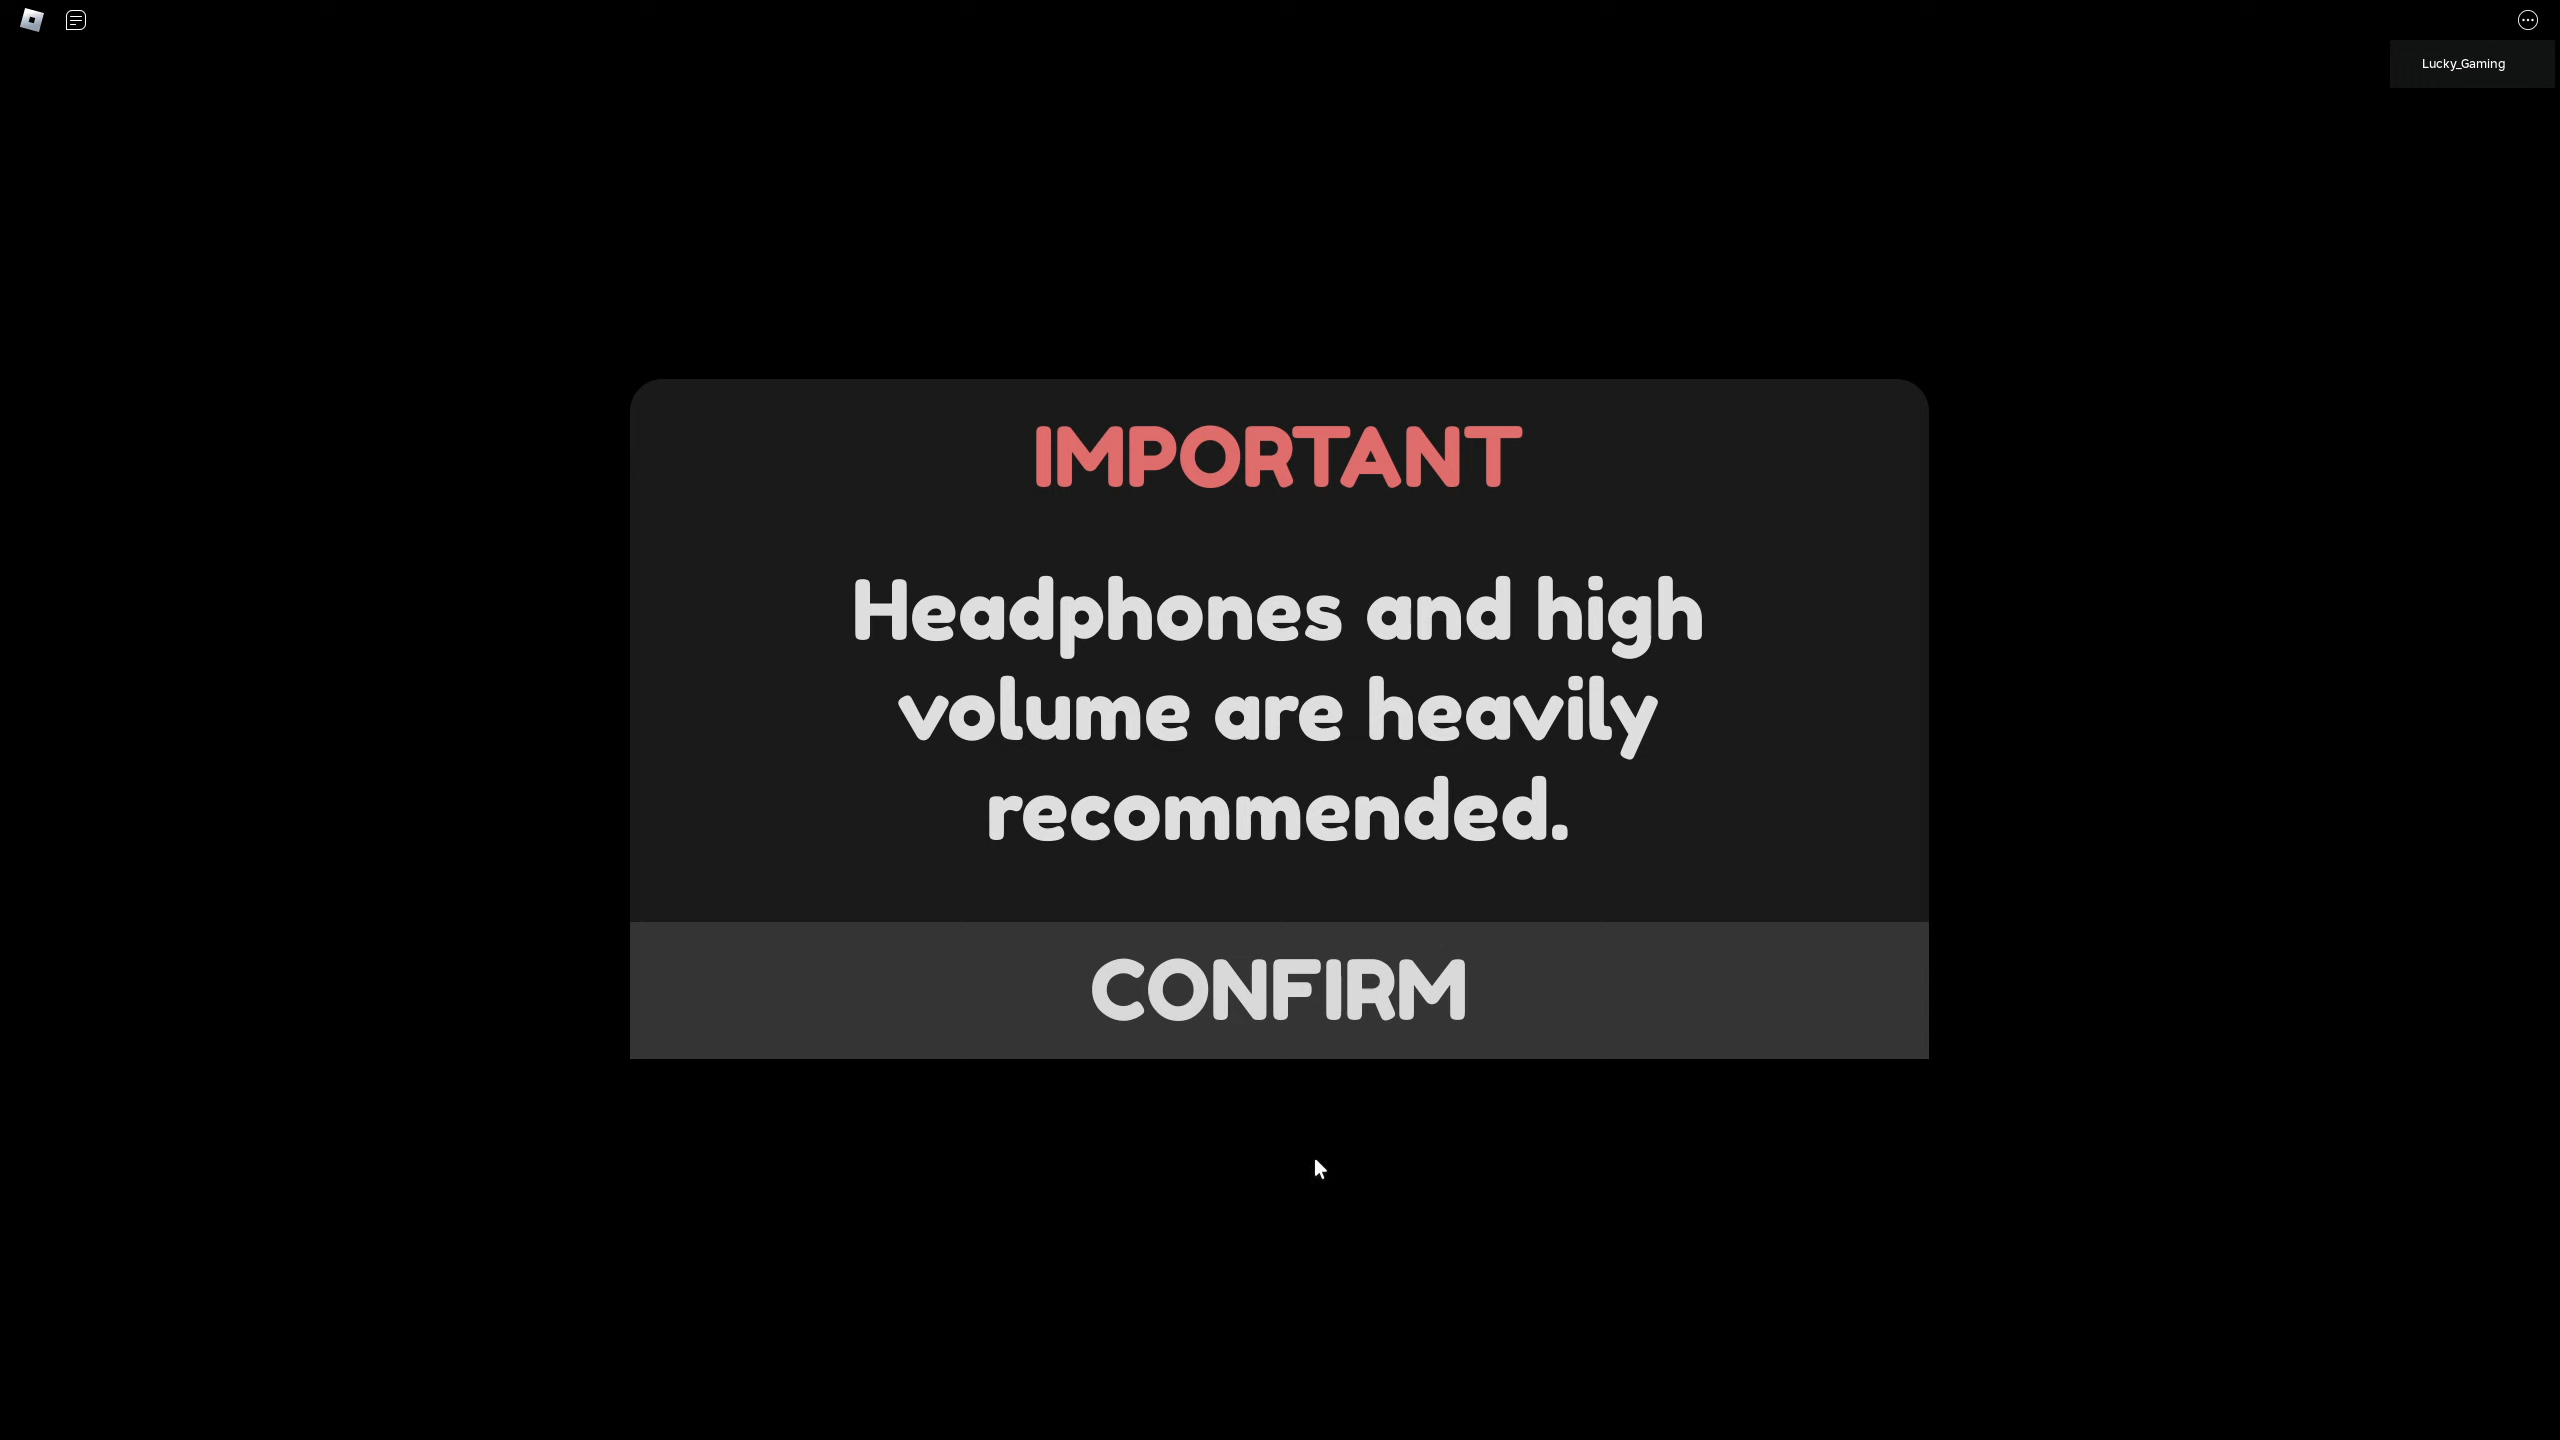 Lucky_Gaming
IMPORTANT
Headphones and high
volume are heavily
recommended.
CONFIRM